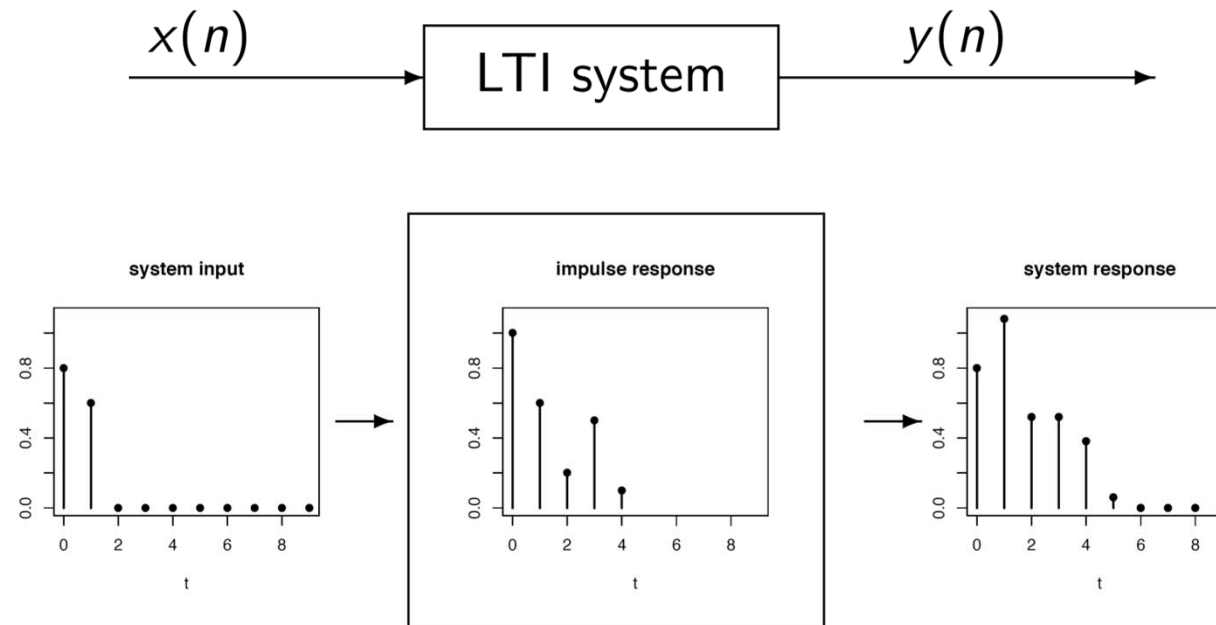 x(n)
LTI system
y(n)
system input
0.0 0.4 0.8
0 2 4 6 8
t
impulse response
0.0 0.4 0.8
0 2 4 6 8
t
system response
0.0 0.4 0.8
0 2 4 6 8
t